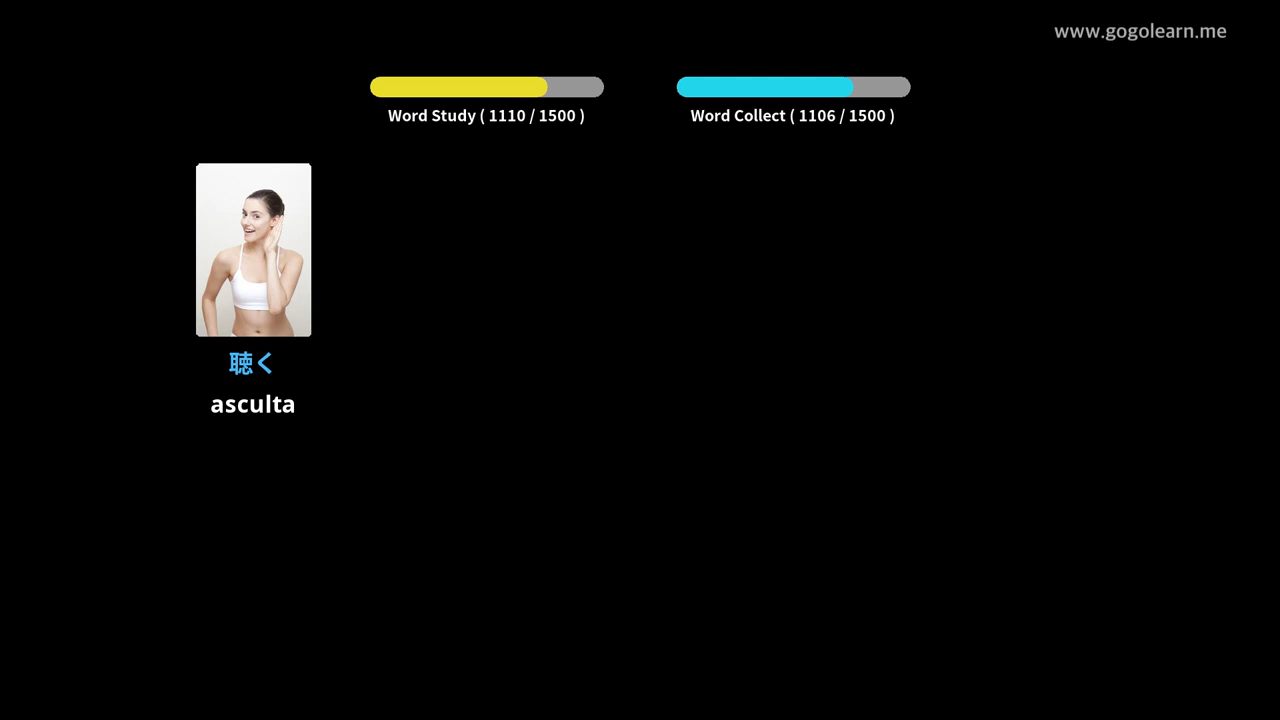 www.gogolearn.me
Word Study ( 1110 / 1500 )
Word Collect ( 1106 / 1500 )
聴く
asculta